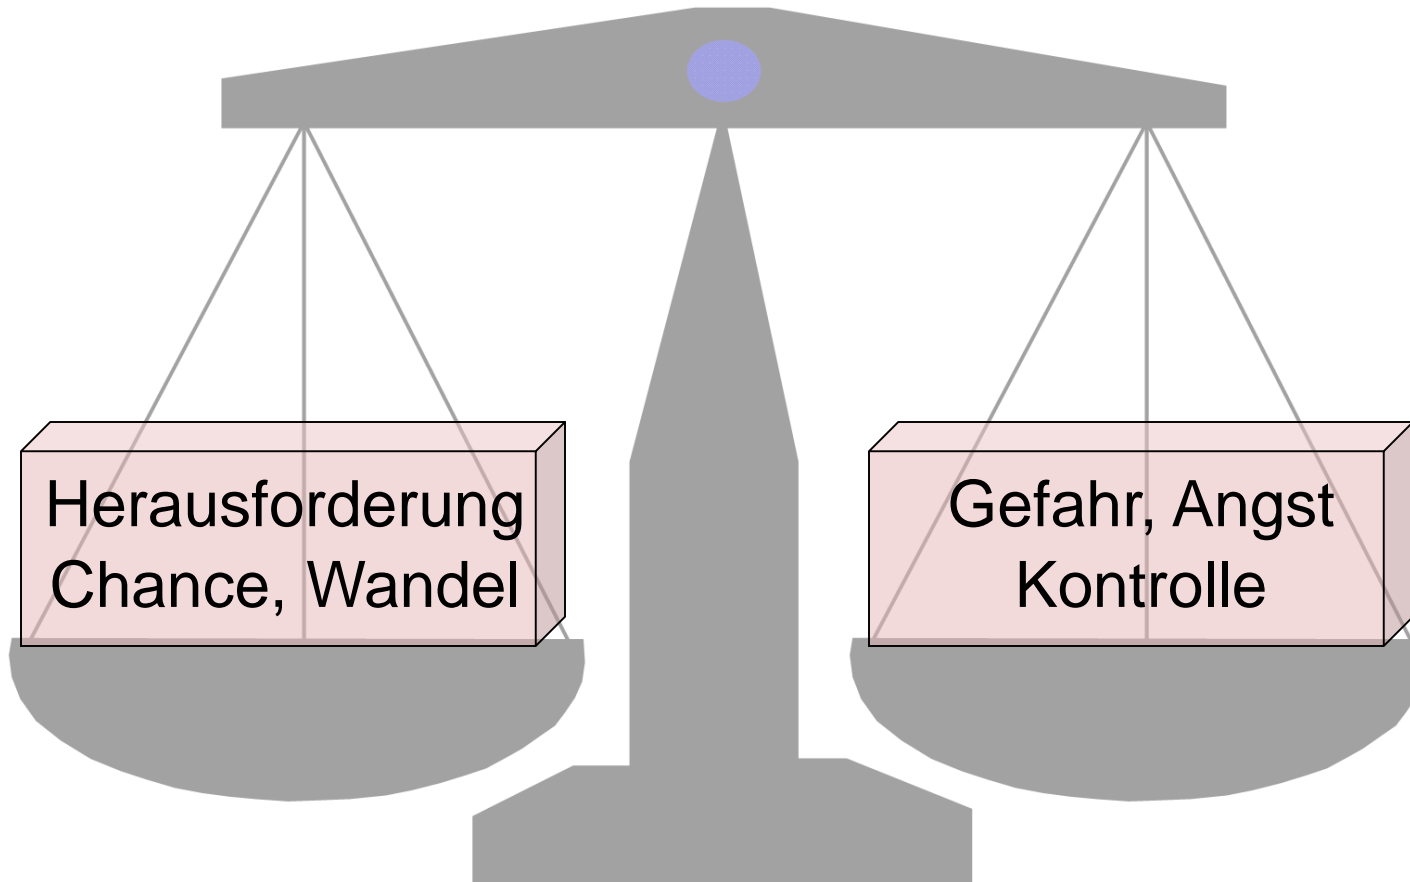 Herausforderung
Chance, Wandel
Gefahr, Angst
Kontrolle